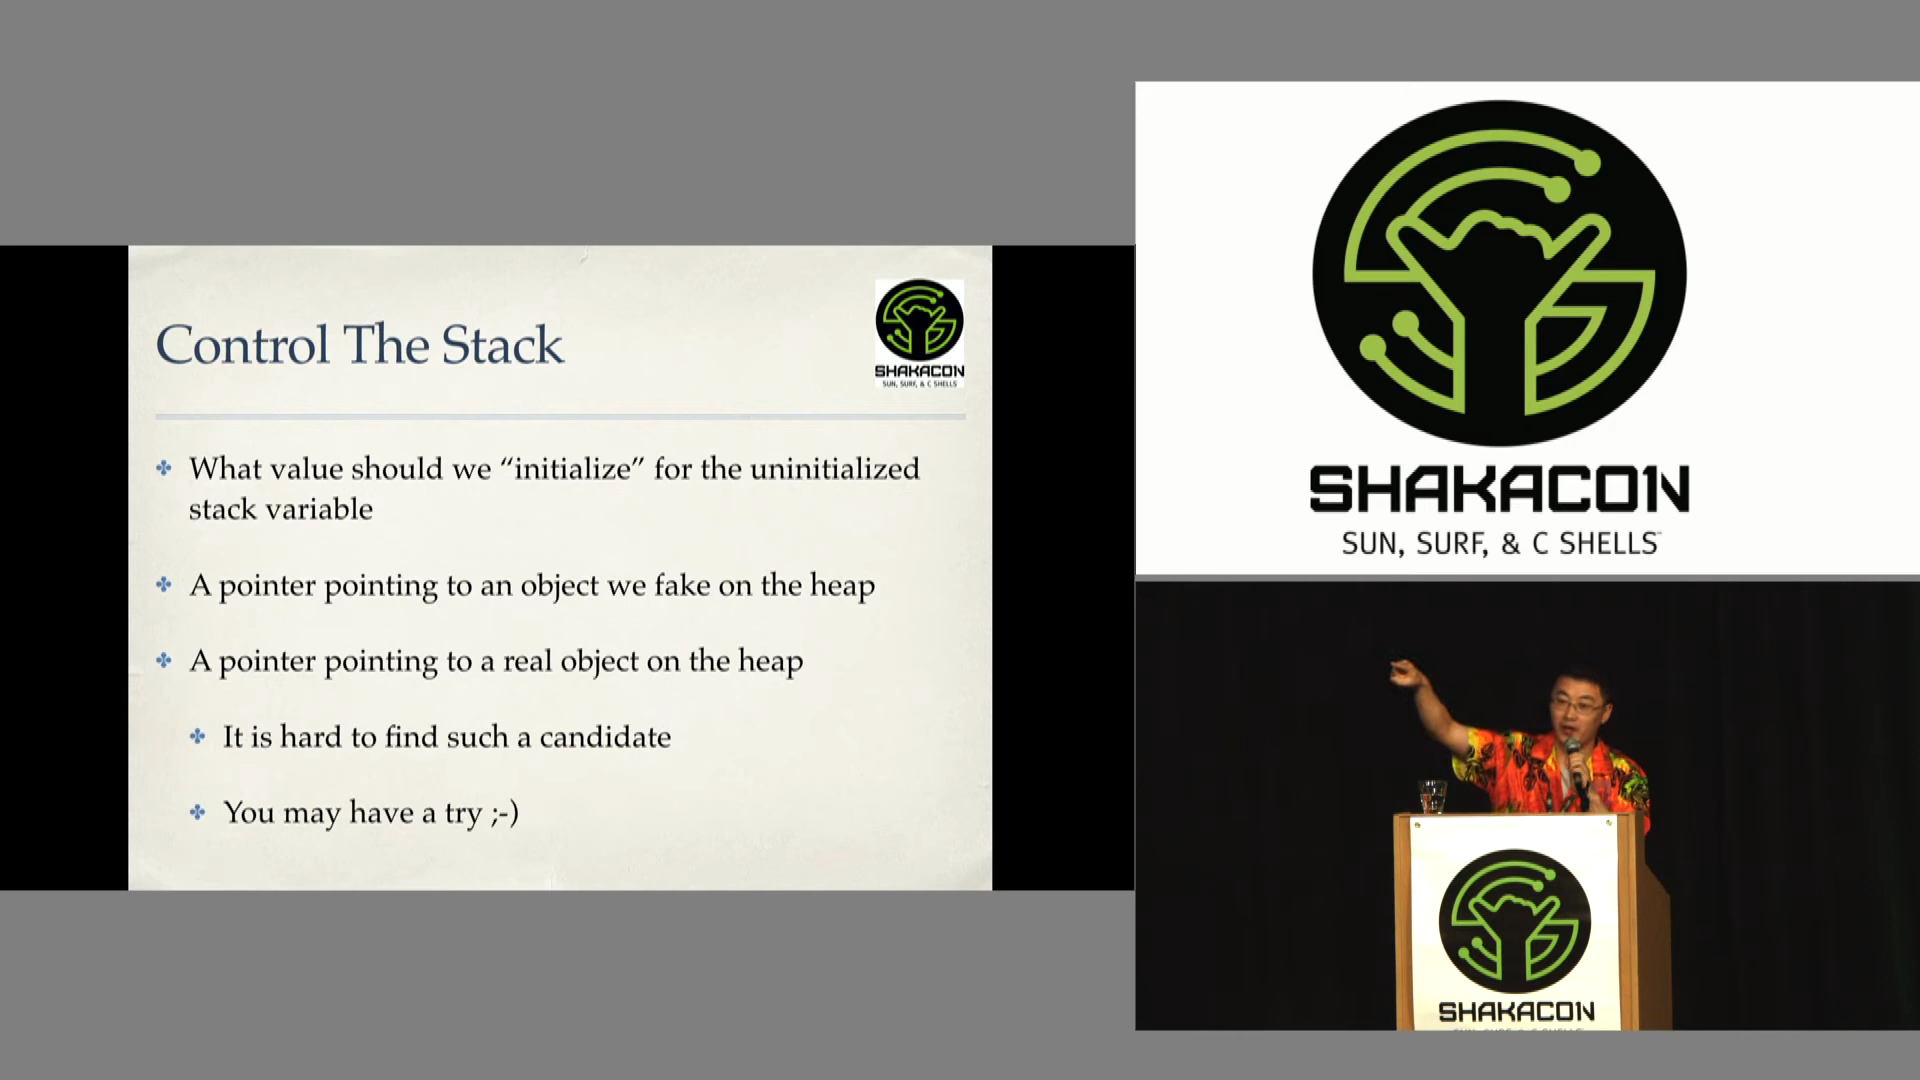 Control The Stack
SHAKACON
SUN, SURF, & C SHELLS
What value should we “initialize” for the uninitialized
stack variable
A pointer pointing to an object we fake on the heap
A pointer pointing to a real object on the heap
It is hard to find such a candidate
You may have a try ;-)
SHAKACON
SUN, SURF, & C SHELLS™
SHAKACON